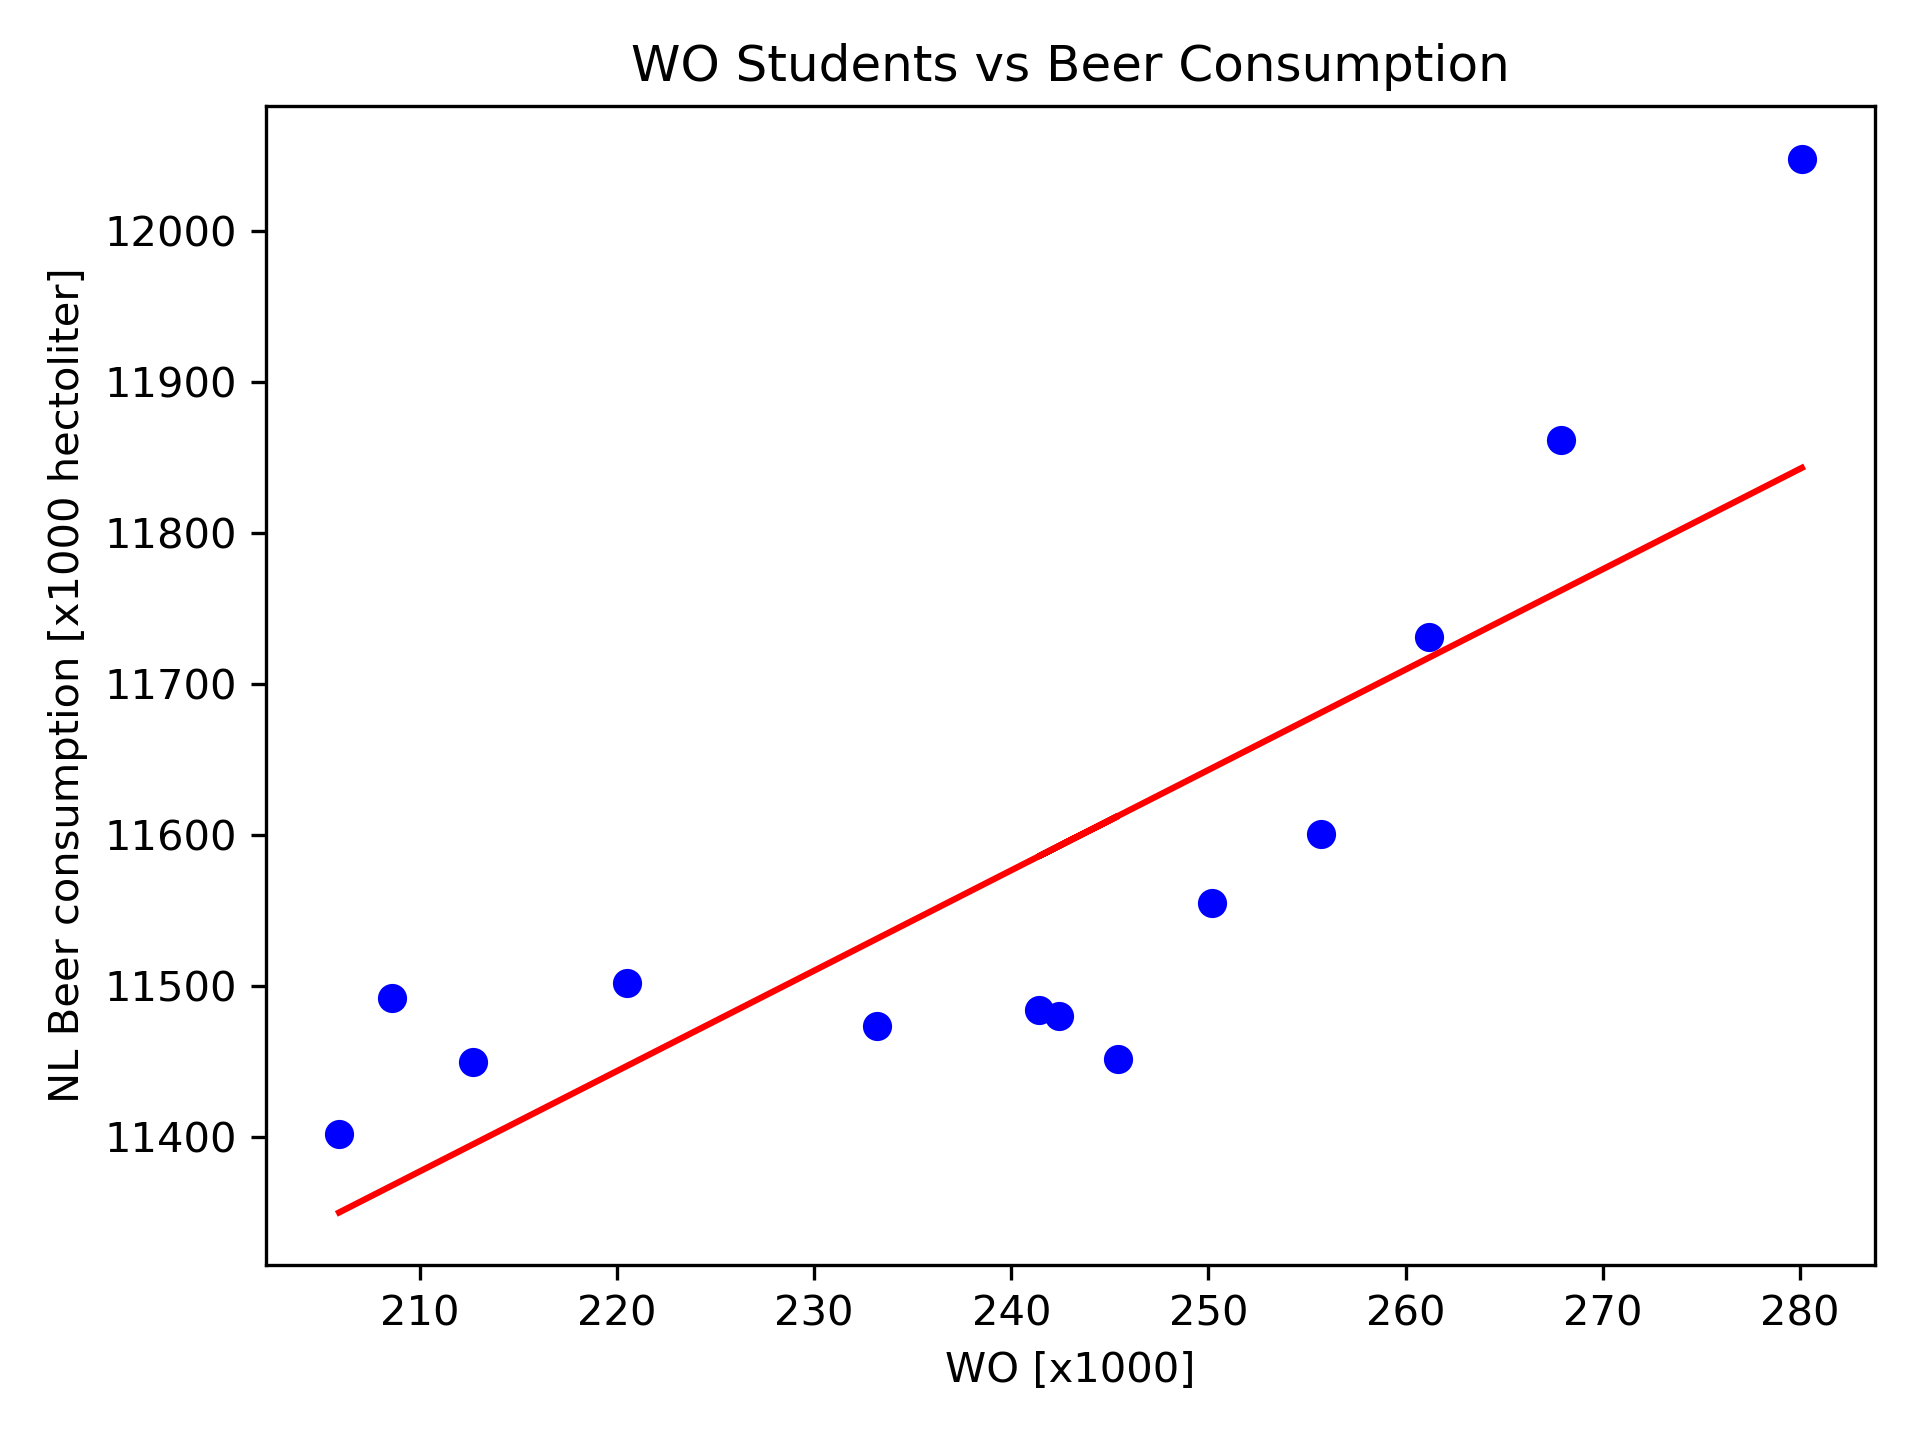 WO Students vs Beer Consumption
NL Beer consumption [x1000 hectoliter]
12000
11900
11800
11700
11600
11500
11400
210 220 230 240 250 260 270 280
WO [x1000]